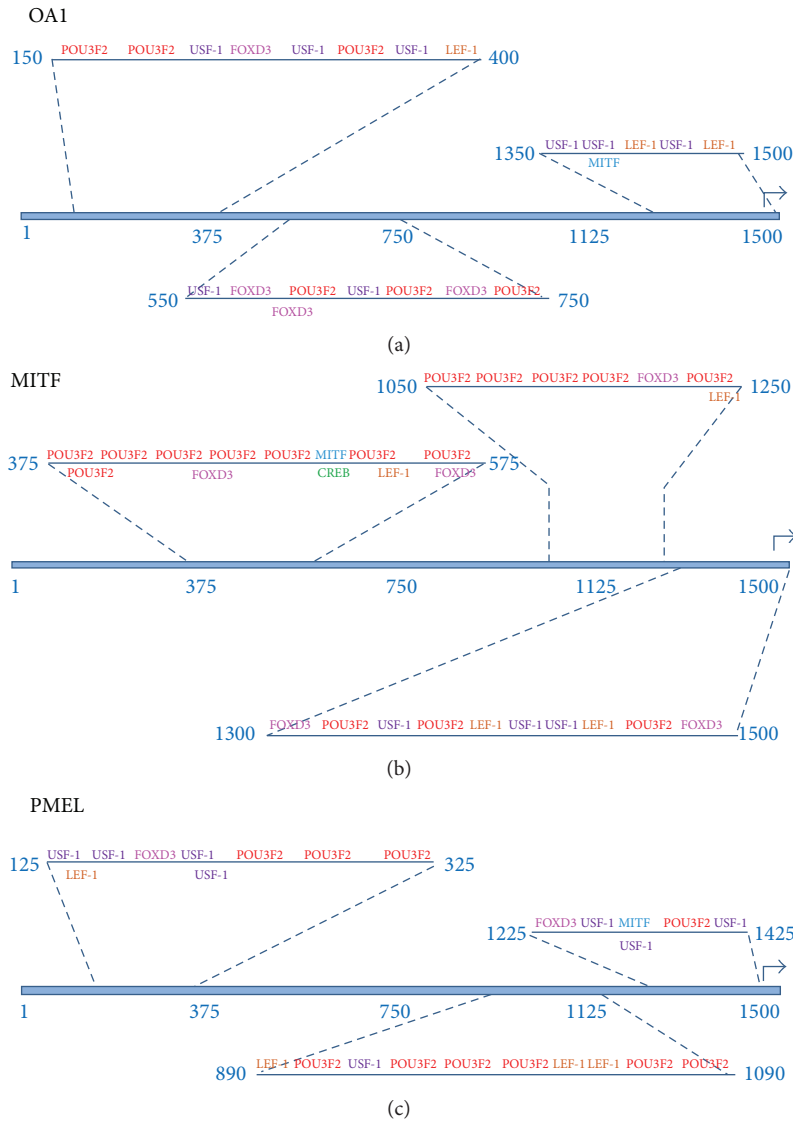 OA1
POU3F2 POU3F2 USF-1 FOXD3 USF-1 POU3F2 USF-1 LEF-1
150 400
USF-1 USF-1 LEF-1 USF-1 LEF-1
1350 1500
MITF
1 375 750 1125 1500
USF-1 FOXD3 POU3F2 USF-1 POU3F2 FOXD3 POU3F2
550 750
FOXD3
(a)
MITF
POU3F2 POU3F2 POU3F2 POU3F2 FOXD3 POU3F2
1050 1250
LEF-1
POU3F2 POU3F2 POU3F2 POU3F2 POU3F2 MITF POU3F2 POU3F2
375 575
POU3F2 FOXD3 CREB LEF-1 FOXD3
1 375 750 1125 1500
FOXD3 POU3F2 USF-1 POU3F2 LEF-1 USF-1 USF-1 LEF-1 POU3F2 FOXD3
1300 1500
(b)
PMEL
USF-1 USF-1 FOXD3 USF-1 POU3F2 POU3F2 POU3F2
125 325
LEF-1 USF-1
FOXD3 USF-1 MITF POU3F2 USF-1
1225 1425
USF-1
1 375 750 1125 1500
LEF-1 POU3F2 USF-1 POU3F2 POU3F2 POU3F2 LEF-1 LEF-1 POU3F2 POU3F2
890 1090
(c)